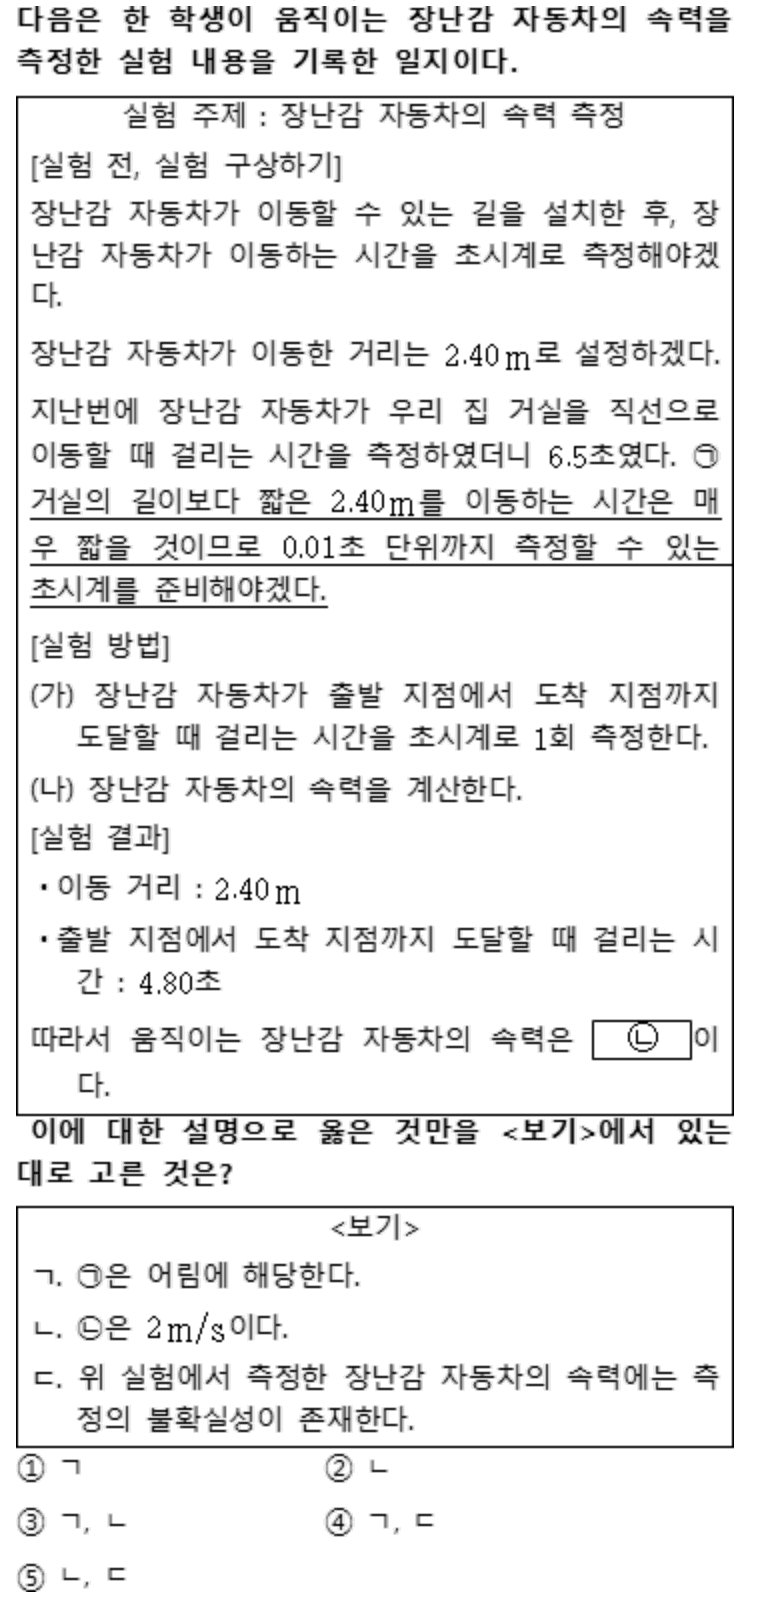 다음은 한 학생이 움직이는 장난감 자동차의 속력을
측정한 실험 내용을 기록한 일지이다.
실험 주제 : 장난감 자동차의 속력 측정
[실험 전, 실험 구상하기]
장난감 자동차가 이동할 수 있는 길을 설치한 후, 장
난감 자동차가 이동하는 시간을 초시계로 측정해야겠
다.
장난감 자동차가 이동한 거리는 2.40m로 설정하겠다.
지난번에 장난감 자동차가 우리 집 거실을 직선으로
이동할 때 걸리는 시간을 측정하였더니 6.5초였다. ㉠
거실의 길이보다 짧은 2.40m를 이동하는 시간은 매
우 짧을 것이므로 0.01초 단위까지 측정할 수 있는
초시계를 준비해야겠다.
[실험 방법]
(가) 장난감 자동차가 출발 지점에서 도착 지점까지
도달할 때 걸리는 시간을 초시계로 1회 측정한다.
(나) 장난감 자동차의 속력을 계산한다.
[실험 결과]
・이동 거리 : 2.40m
・출발 지점에서 도착 지점까지 도달할 때 걸리는 시
간 : 4.80초
따라서 움직이는 장난감 자동차의 속력은 ㉡이
다.
이에 대한 설명으로 옳은 것만을 <보기>에서 있는
대로 고른 것은?
<보기>
ㄱ. ㉠은 어림에 해당한다.
ㄴ. ㉡은 2m/s이다.
ㄷ. 위 실험에서 측정한 장난감 자동차의 속력에는 측
정의 불확실성이 존재한다.
① ㄱ ② ㄴ
③ ㄱ, ㄴ ④ ㄱ, ㄷ
⑤ ㄴ, ㄷ